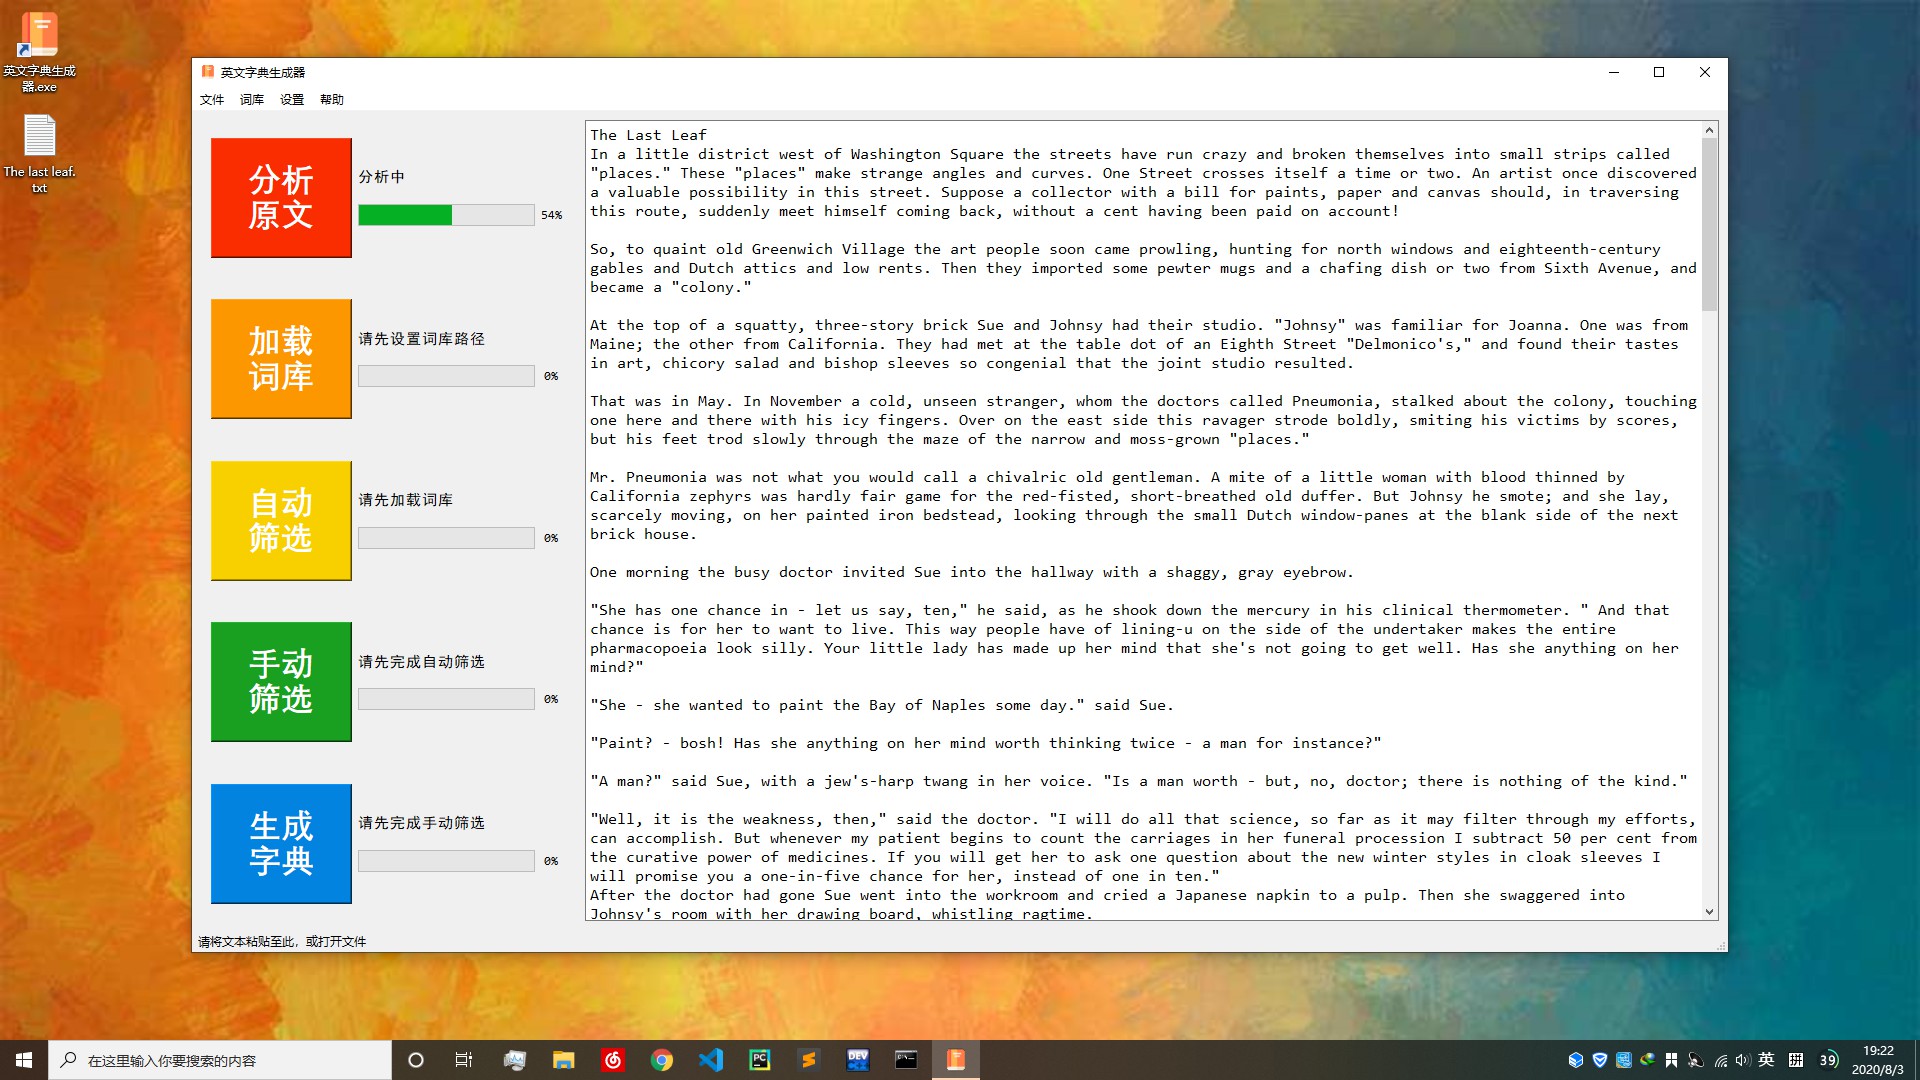 英文字典生成
器.exe
The last leaf.
txt
英文字典生成器
文件 词库 设置 帮助
分析
原文
分析中
54%
加载
词库
请先设置词库路径
0%
自动
筛选
请先加载词库
0%
手动
筛选
请先完成自动筛选
0%
生成
字典
请先完成手动筛选
0%
The Last Leaf
In a little district west of Washington Square the streets have run crazy and broken themselves into small strips called
"places." These "places" make strange angles and curves. One Street crosses itself a time or two. An artist once discovered
a valuable possibility in this street. Suppose a collector with a bill for paints, paper and canvas should, in traversing
this route, suddenly meet himself coming back, without a cent having been paid on account!
So, to quaint old Greenwich Village the art people soon came prowling, hunting for north windows and eighteenth-century
gables and Dutch attics and low rents. Then they imported some pewter mugs and a chafing dish or two from Sixth Avenue, and
became a "colony."
At the top of a squatty, three-story brick Sue and Johnsy had their studio. "Johnsy" was familiar for Joanna. One was from
Maine; the other from California. They had met at the table dot of an Eighth Street "Delmonico's," and found their tastes
in art, chicory salad and bishop sleeves so congenial that the joint studio resulted.
That was in May. In November a cold, unseen stranger, whom the doctors called Pneumonia, stalked about the colony, touching
one here and there with his icy fingers. Over on the east side this ravager strode boldly, smiting his victims by scores,
but his feet trod slowly through the maze of the narrow and moss-grown "places."
Mr. Pneumonia was not what you would call a chivalric old gentleman. A mite of a little woman with blood thinned by
California zephyrs was hardly fair game for the red-fisted, short-breathed old duffer. But Johnsy he smote; and she lay,
scarcely moving, on her painted iron bedstead, looking through the small Dutch window-panes at the blank side of the next
brick house.
One morning the busy doctor invited Sue into the hallway with a shaggy, gray eyebrow.
"She has one chance in - let us say, ten," he said, as he shook down the mercury in his clinical thermometer. " And that
chance is for her to want to live. This way people have of lining-u on the side of the undertaker makes the entire
pharmacopoeia look silly. Your little lady has made up her mind that she's not going to get well. Has she anything on her
mind?"
"She - she wanted to paint the Bay of Naples some day." said Sue.
"Paint? - bosh! Has she anything on her mind worth thinking twice - a man for instance?"
"A man?" said Sue, with a jew's-harp twang in her voice. "Is a man worth - but, no, doctor; there is nothing of the kind."
"Well, it is the weakness, then," said the doctor. "I will do all that science, so far as it may filter through my efforts,
can accomplish. But whenever my patient begins to count the carriages in her funeral procession I subtract 50 per cent from
the curative power of medicines. If you will get her to ask one question about the new winter styles in cloak sleeves I
will promise you a one-in-five chance for her, instead of one in ten."
After the doctor had gone Sue went into the workroom and cried a Japanese napkin to a pulp. Then she swaggered into
Johnsy's room with her drawing board, whistling ragtime.
请将文本粘贴至此，或打开文件
在这里输入你要搜索的内容
PC
DEV
英
拼
39
19:22
2020/8/3